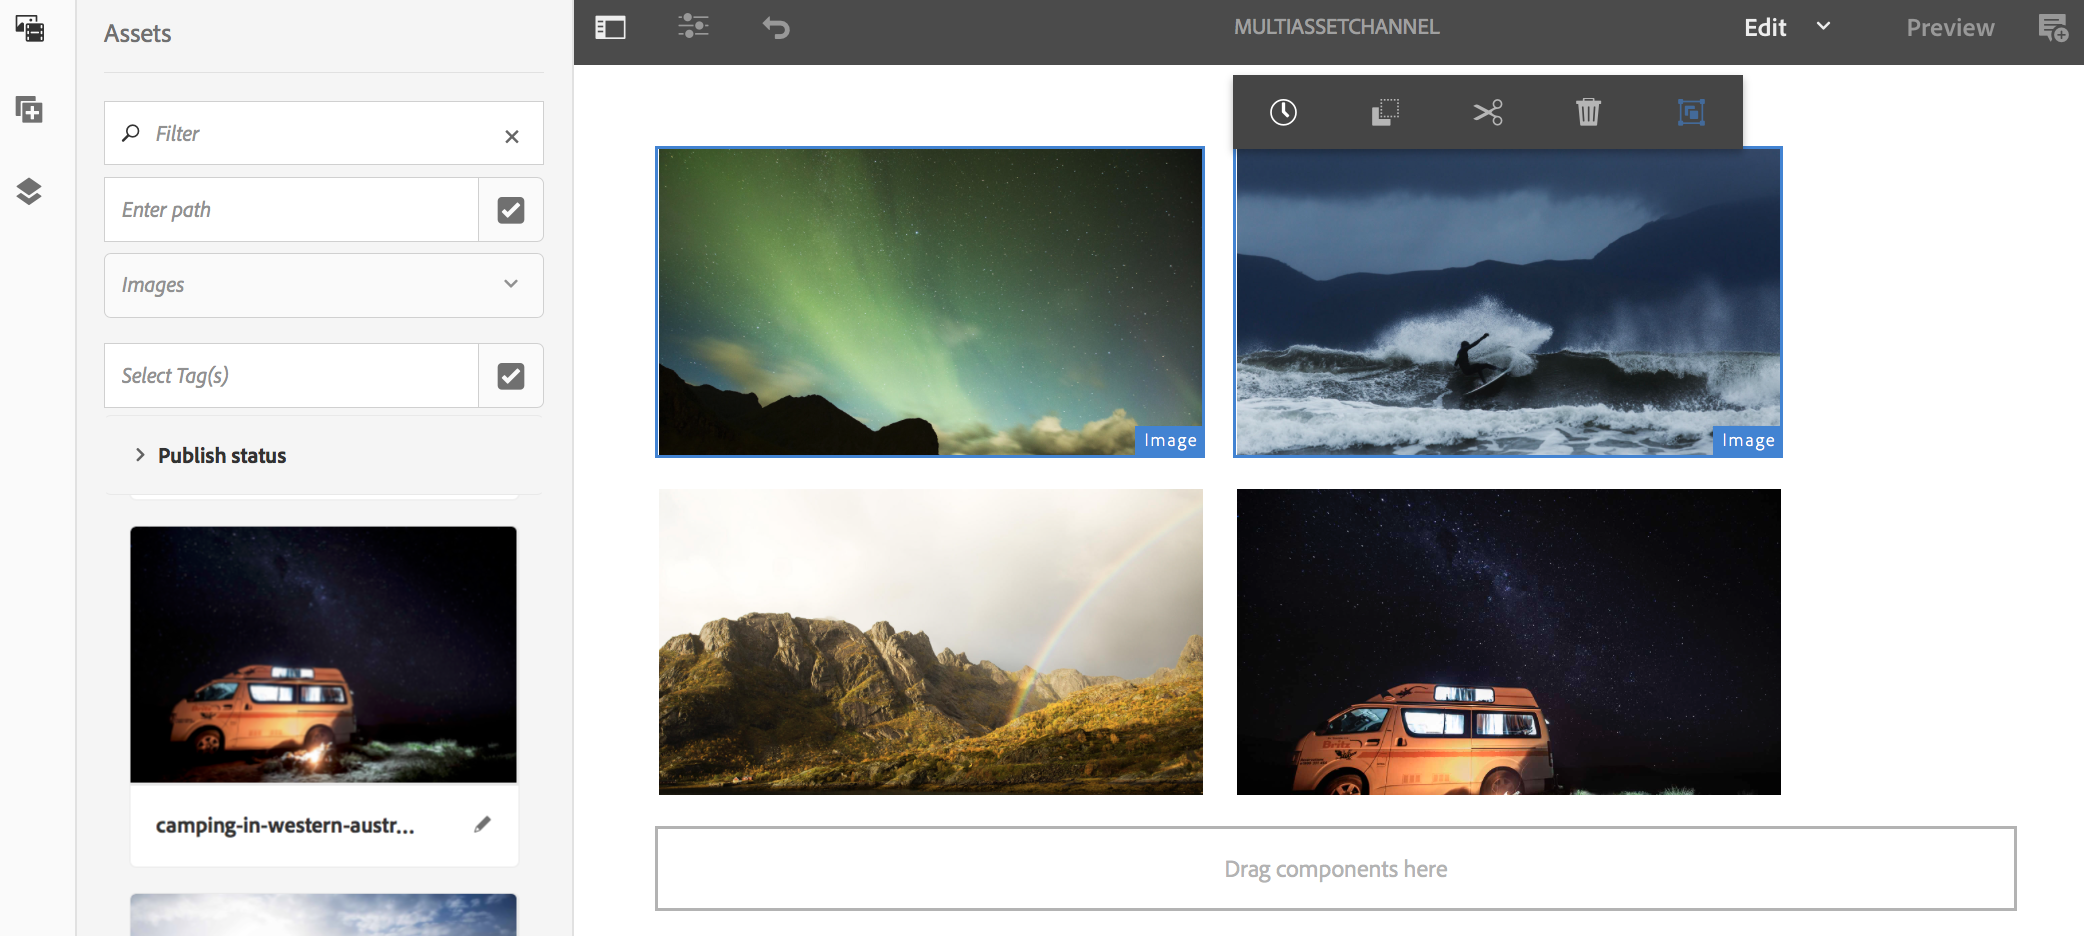 Assets
Filter
Enter path
Images
Select Tag(s)
Publish status
camping-in-western-austr...
MULTIASSETCHANNEL
Edit
Preview
Image
Image
Britz
Drag components here